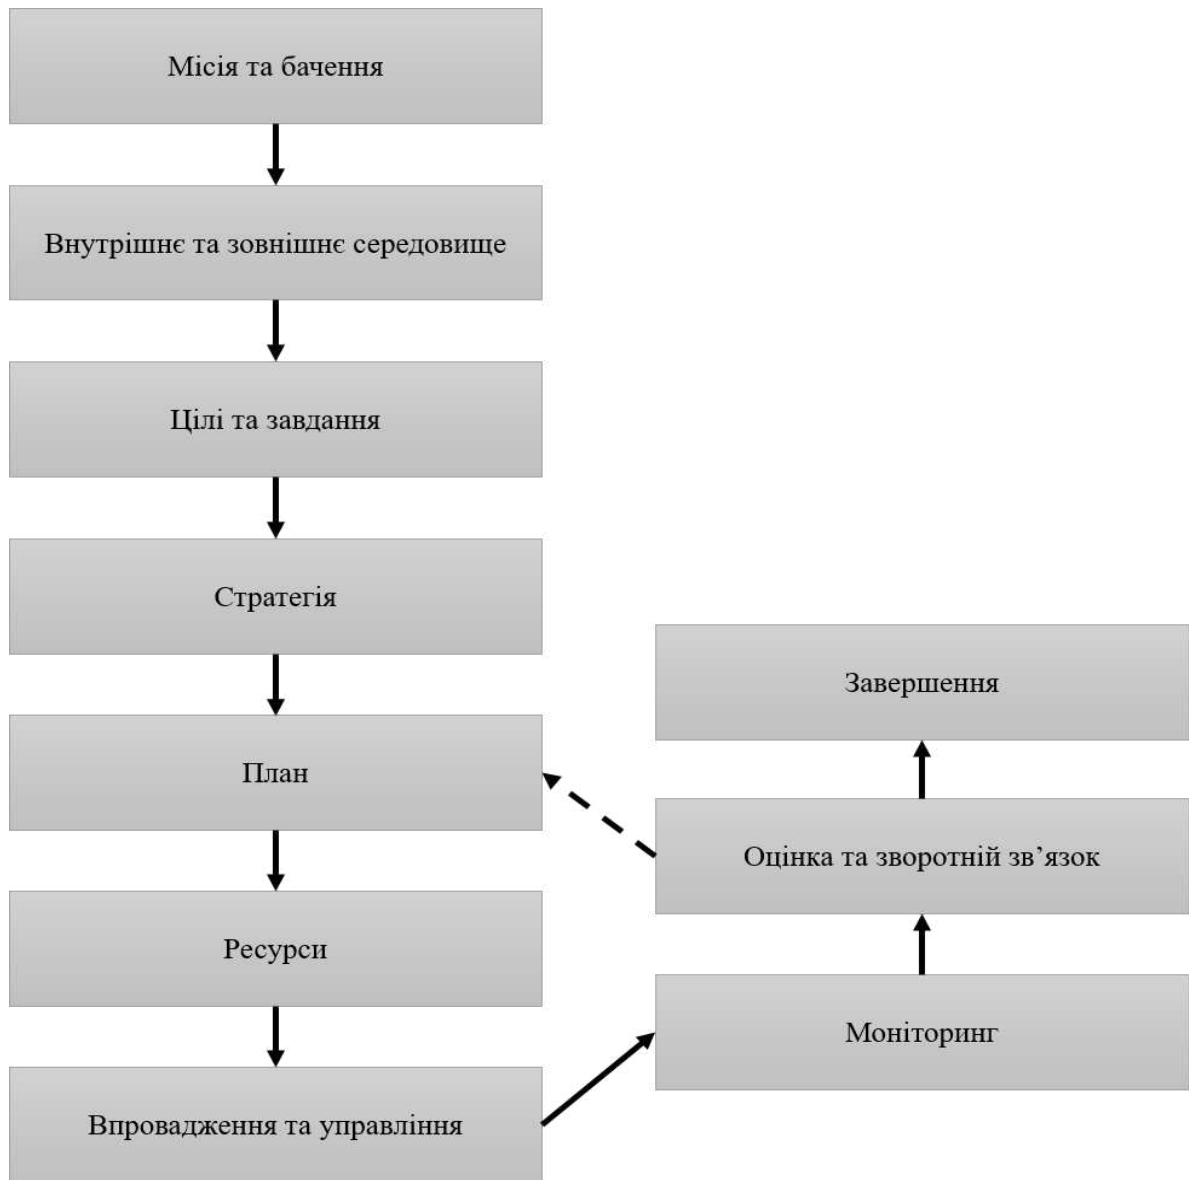 Місія та бачення
Внутрішнє та зовнішнє середовище
Цілі та завдання
Стратегія
План
Ресурси
Впровадження та управління
Завершення
Оцінка та зворотній зв’язок
Моніторинг